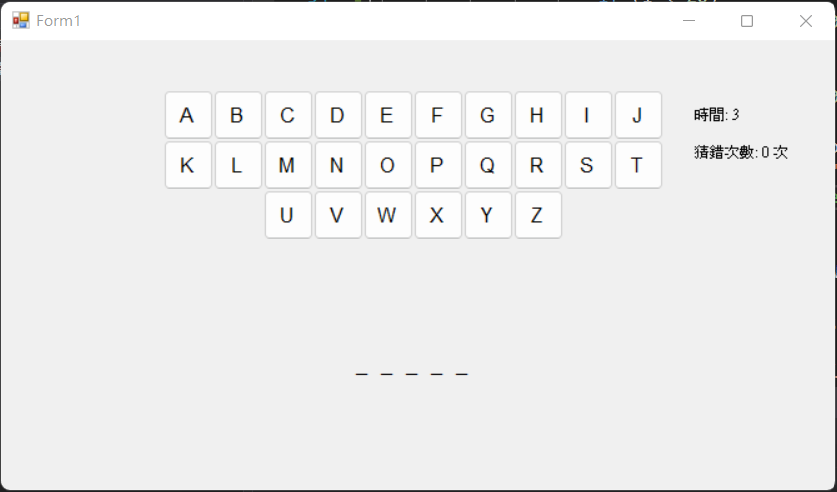 Form1
A B C D E F G H I J
時間: 3
K L M N O P Q R S T
猜錯次數: 0 次
U V W X Y Z
_ _ _ _ _